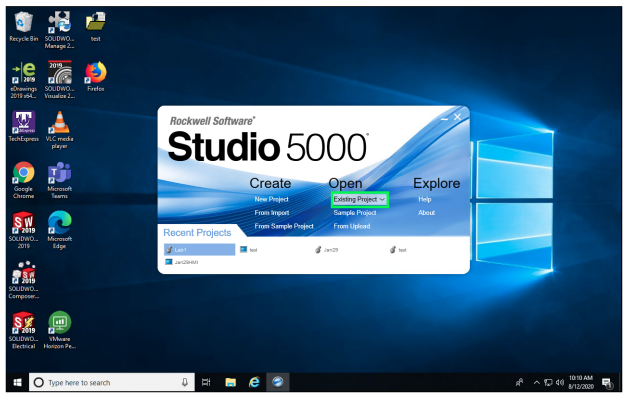 Recycle Bin
SOLIDWO...
Manage 2...
test
eDrawings
2019 x64...
SOLIDWO...
Visualize 2...
Firefox
TechExpress
VLC media
player
Google
Chrome
Microsoft
Teams
SOLIDWO...
2019
Microsoft
Edge
SOLIDWO...
Composer...
SOLIDWO...
Electrical
VMware
Horizon Pe...
Rockwell Software®
Studio 5000®
Create Open Explore
New Project Existing Project Help
From Import Sample Project About
From Sample Project From Upload
Recent Projects
Lab1 test Jan29 test
Jan29HMI
Type here to search
10:10 AM
8/12/2020